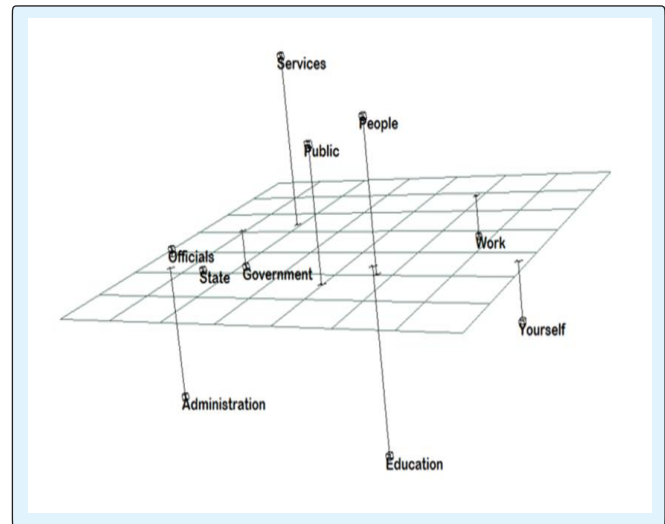 Services
People
Public
Work
Officials
State
Government
Yourself
Administration
Education